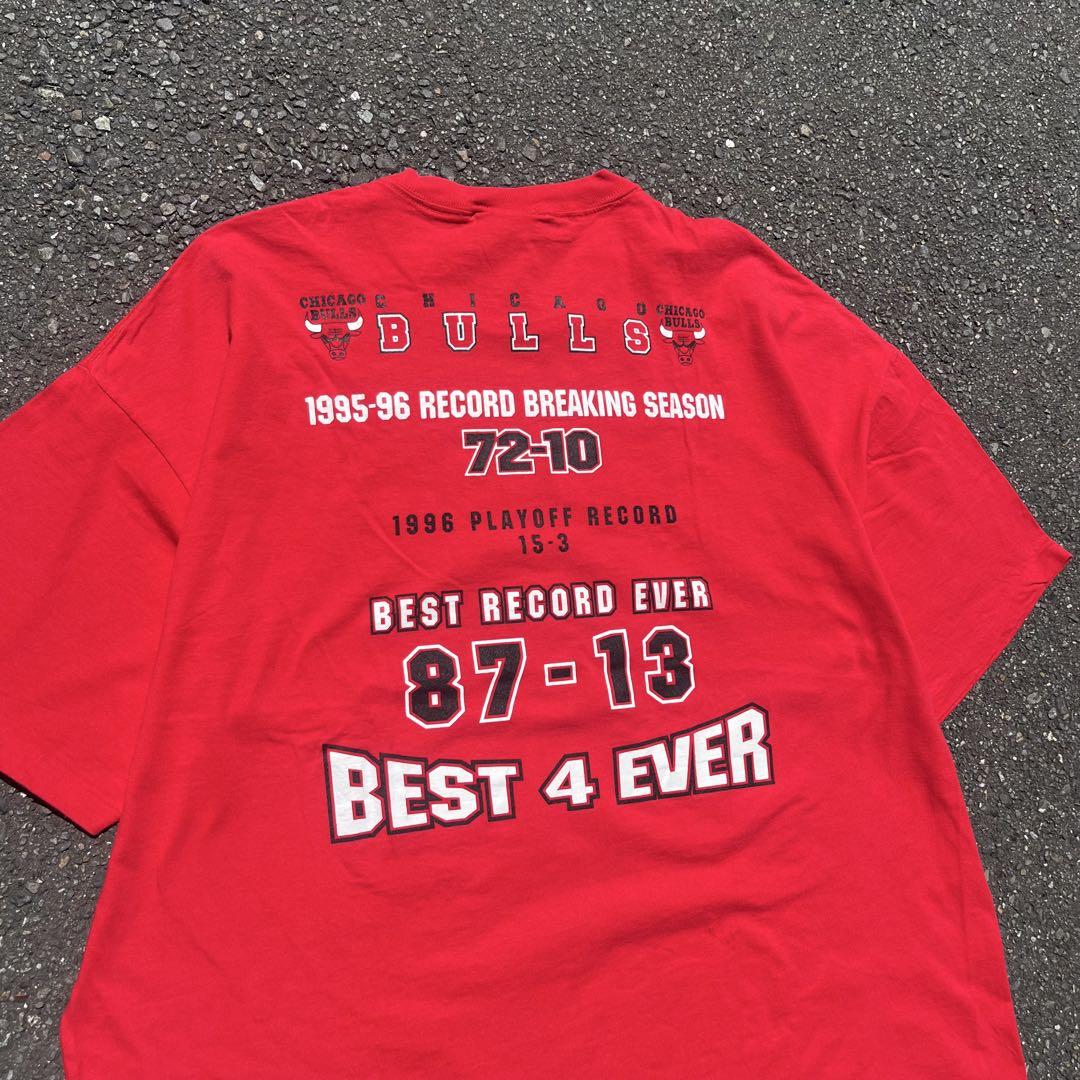 CHICAGO
BULLS
CHICAGO
BULLS
CHICAGO
BULLS
1995-96 RECORD BREAKING SEASON
72-10
1996 PLAYOFF RECORD
15-3
BEST RECORD EVER
87-13
BEST 4 EVER